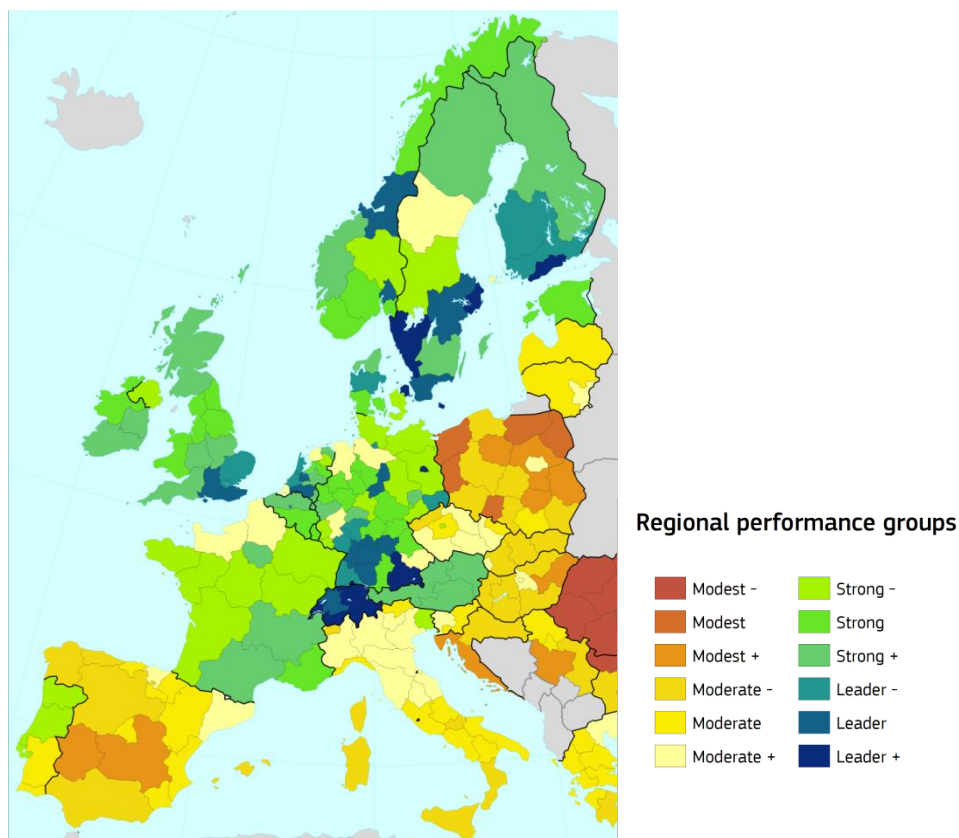 Regional performance groups
Modest -
Strong -
Modest
Strong
Modest +
Strong +
Moderate -
Leader -
Moderate
Leader
Moderate +
Leader +